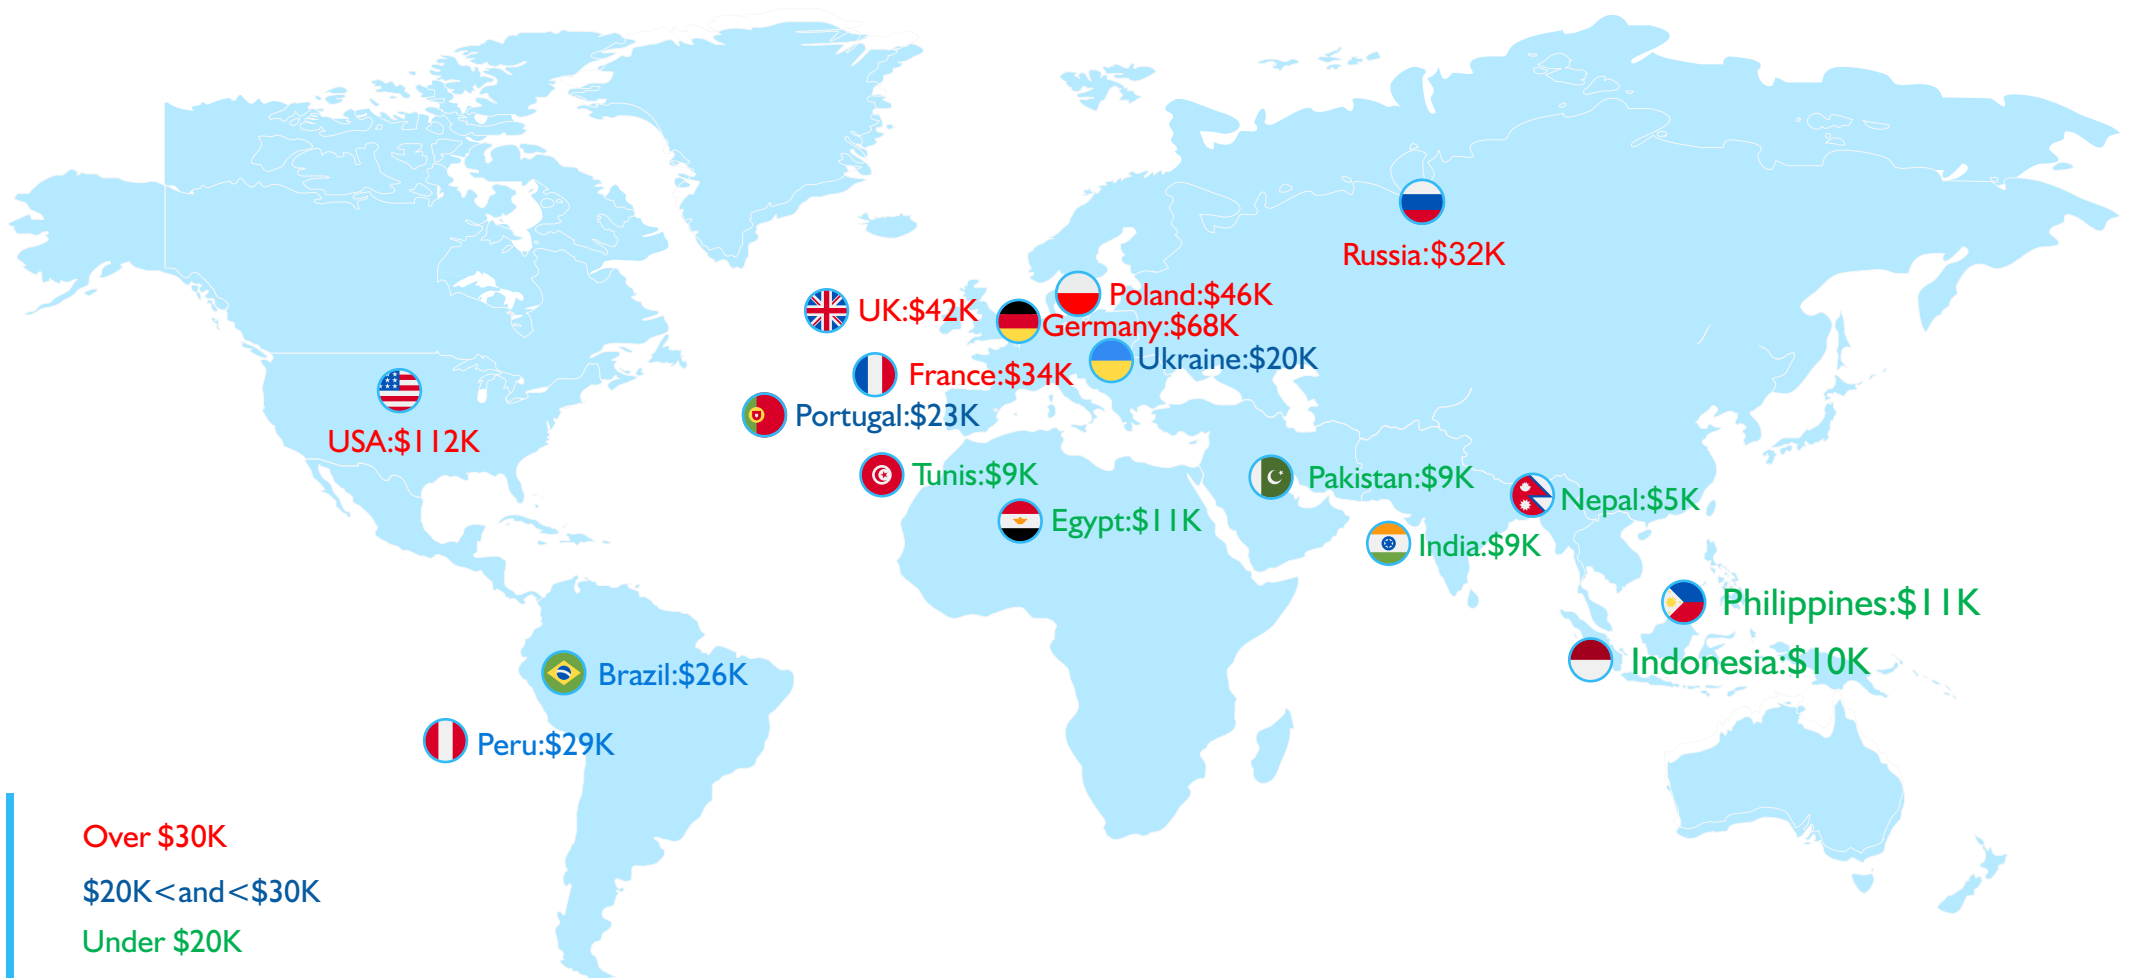 Russia:$32K
Poland:$46K
UK:$42K
Germany:$68K
Ukraine:$20K
France:$34K
Portugal:$23K
USA:$112K
Tunis:$9K
Pakistan:$9K
Nepal:$5K
Egypt:$11K
India:$9K
Philippines:$11K
Indonesia:$10K
Brazil:$26K
Peru:$29K
Over $30K
$20K<and<$30K
Under $20K